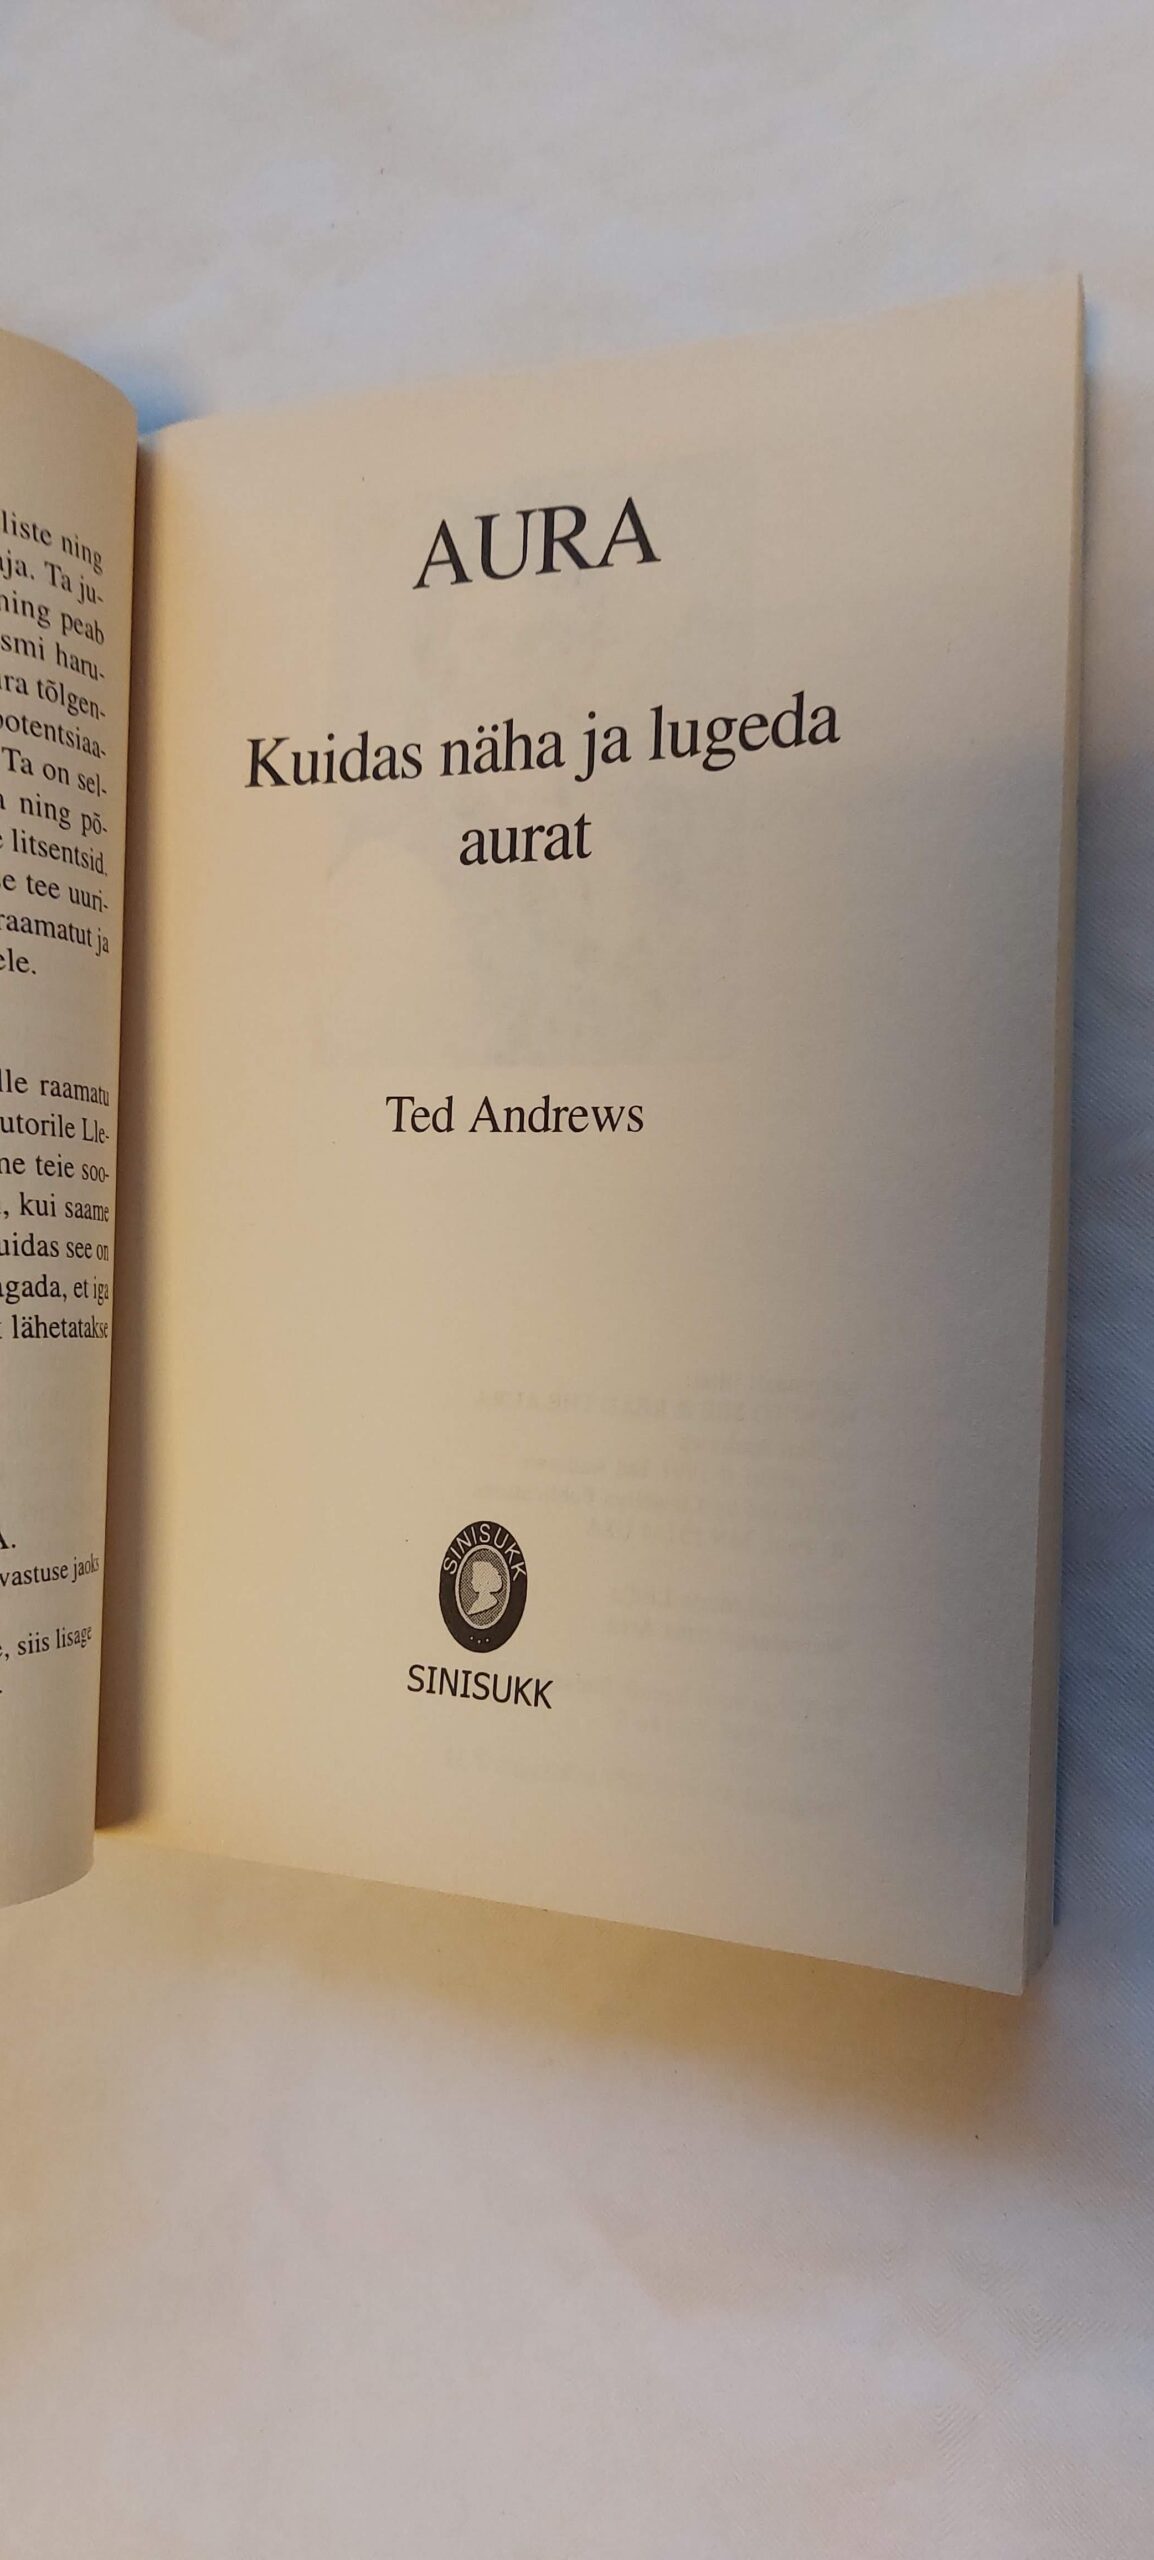 liste ning
ja. Ta ju-
ning peab
smi haru-
ra tõlgen-
potentsiaa-
Ta on sel-
ning põ-
litsentsid.
e tee uuri-
raamatut ja
ele.
lle raamatu
utorile Lle-
me teie soo-
, kui saame
uidas see on
agada, et iga
lähetatakse
A.
vastuse jaoks
, siis lisage
AURA
Kuidas näha ja lugeda
aurat
Ted Andrews
SINISUKK
SINISUKK